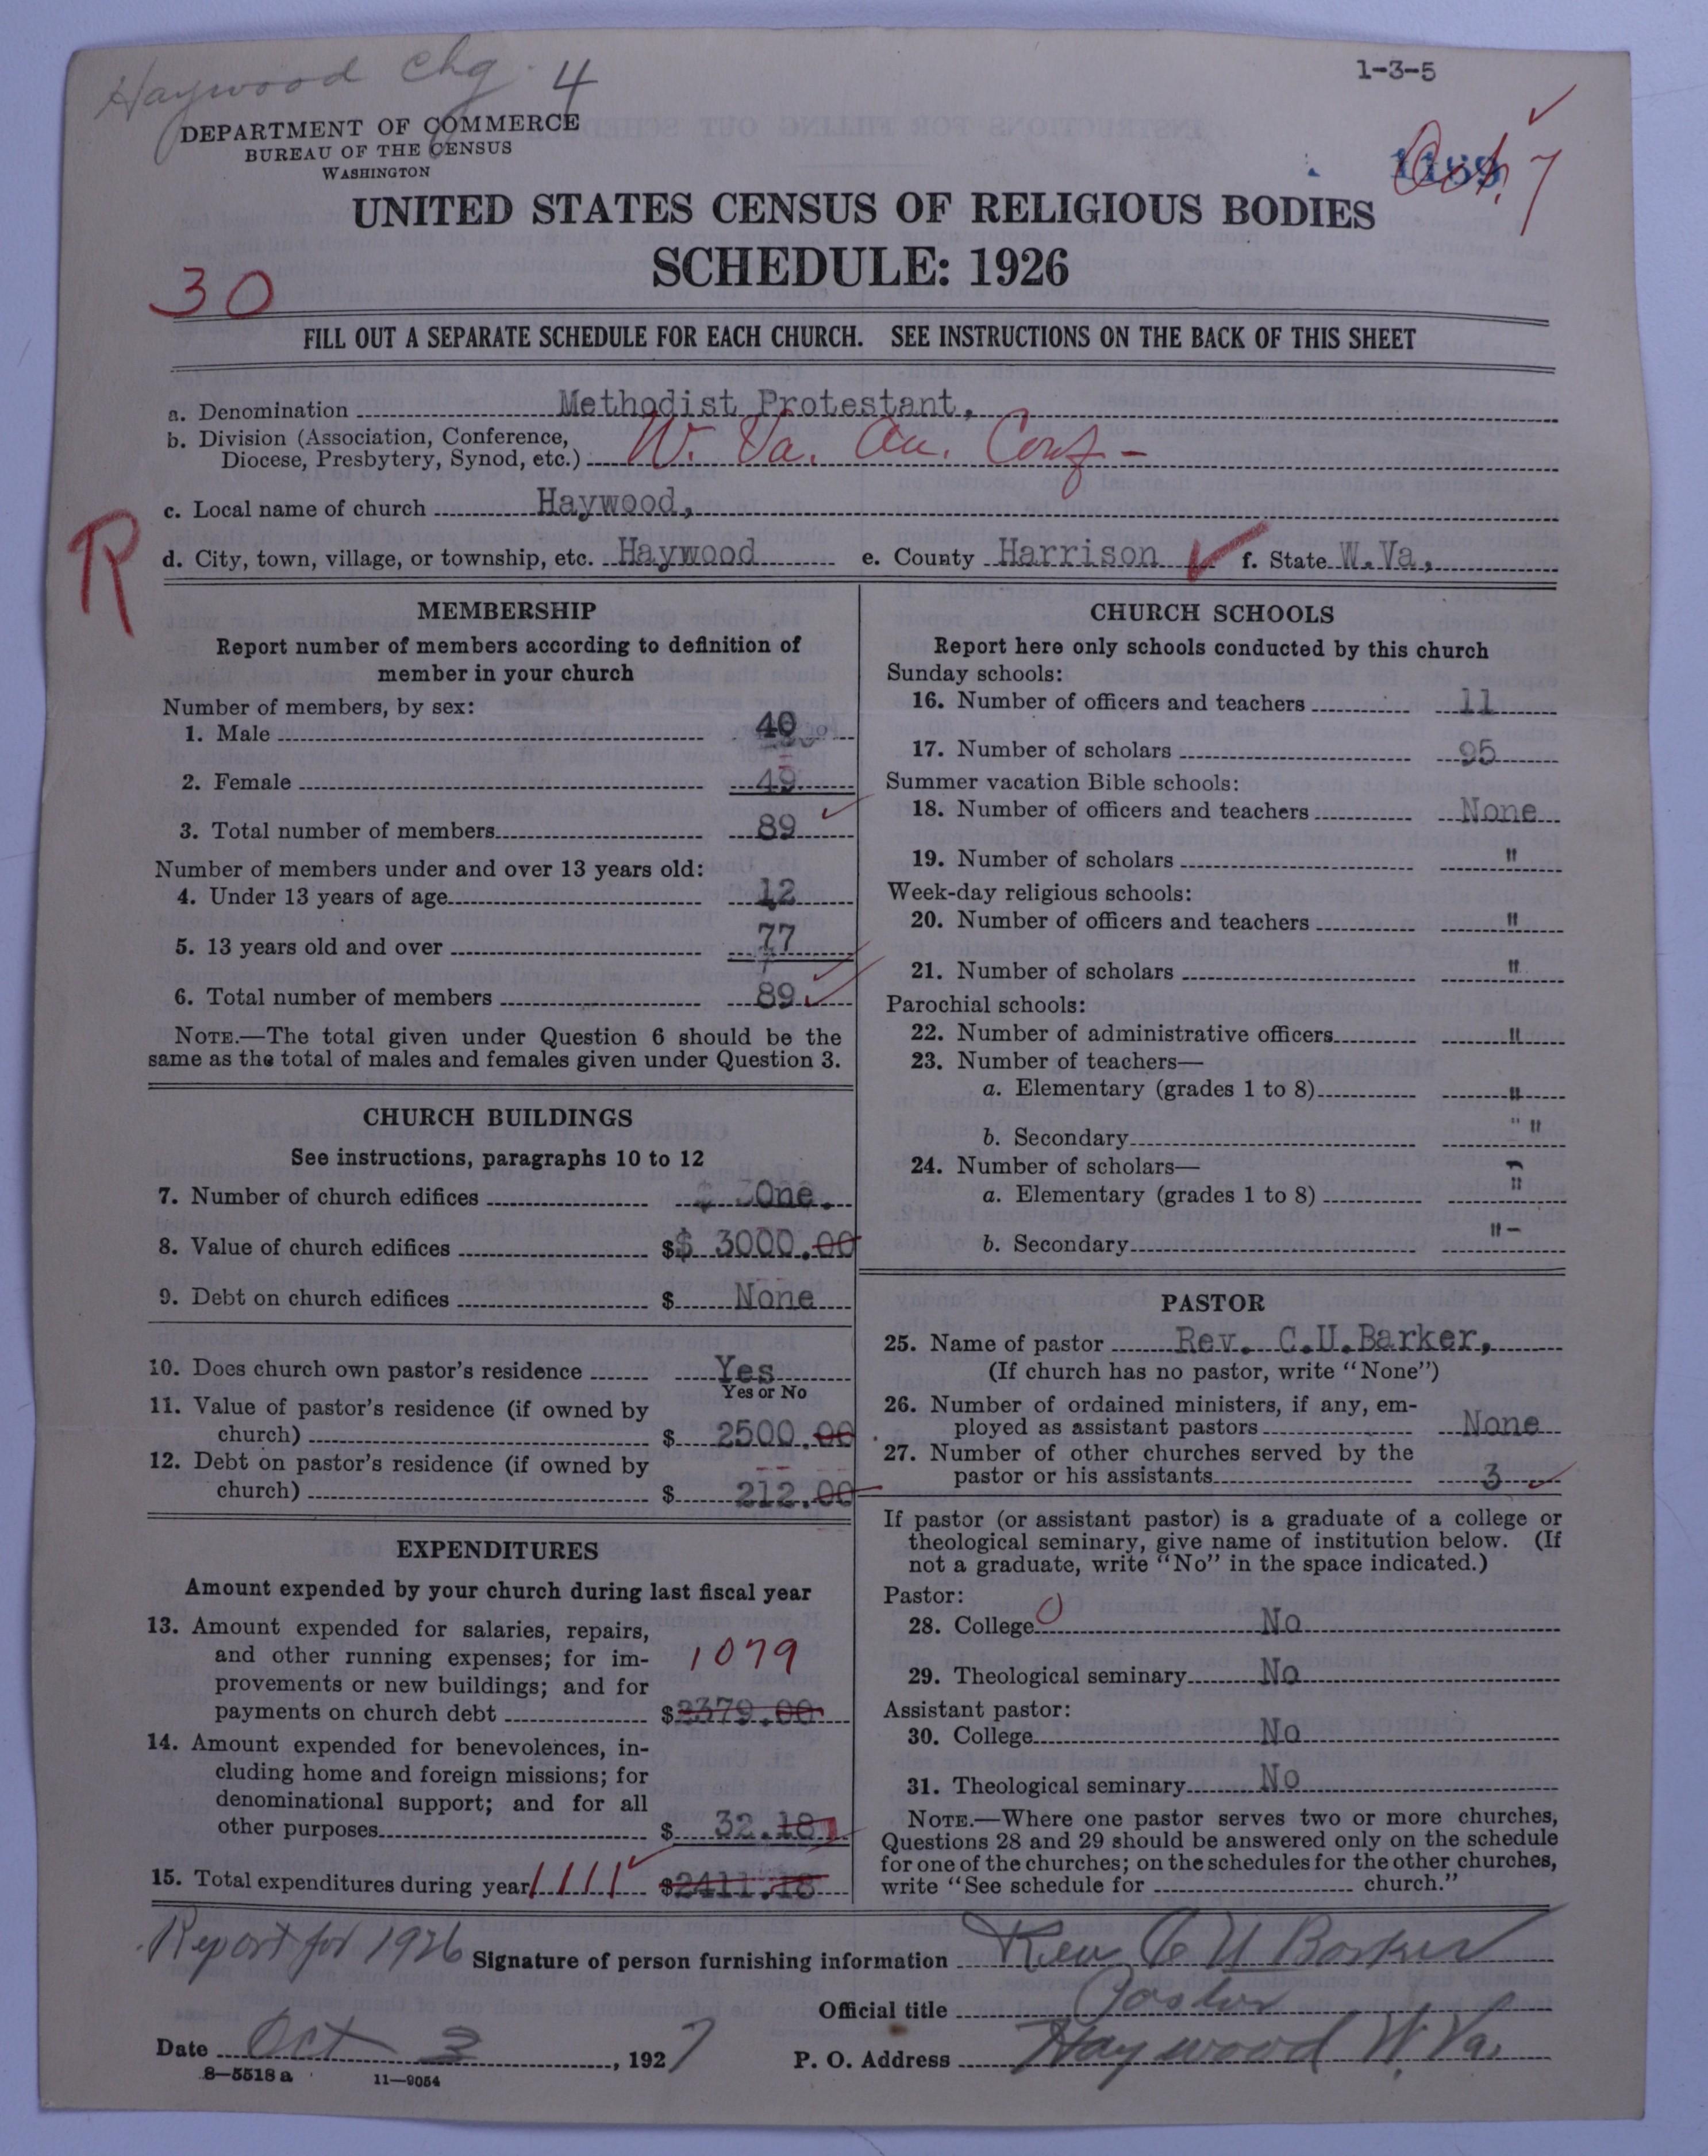 Haywood Chg. 4
1-3-5
DEPARTMENT OF COMMERCE
BUREAU OF THE CENSUS
WASHINGTON
UNITED STATES CENSUS OF RELIGIOUS BODIES
SCHEDULE: 1926
30
FILL OUT A SEPARATE SCHEDULE FOR EACH CHURCH. SEE INSTRUCTIONS ON THE BACK OF THIS SHEET
a. Denomination Methodist Protestant,
b. Division (Association, Conference,
Diocese, Presbytery, Synod, etc.) W. Va. An. Conf-
c. Local name of church Haywood,
R
d. City, town, village, or township, etc. Haywood e. County Harrison f. State W.Va,
MEMBERSHIP
Report number of members according to definition of
member in your church
Number of members, by sex:
1. Male 40
2. Female 49
3. Total number of members 89
Number of members under and over 13 years old:
4. Under 13 years of age 12
5. 13 years old and over 77
6. Total number of members 89
NOTE.—The total given under Question 6 should be the
same as the total of males and females given under Question 3.
CHURCH BUILDINGS
See instructions, paragraphs 10 to 12
7. Number of church edifices One.
8. Value of church edifices $$ 3000.00
9. Debt on church edifices $ None
10. Does church own pastor's residence Yes
Yes or No
11. Value of pastor's residence (if owned by
church) $ 2500.00
12. Debt on pastor's residence (if owned by
church) $ 212.00
EXPENDITURES
Amount expended by your church during last fiscal year
13. Amount expended for salaries, repairs,
and other running expenses; for im- 1079
provements or new buildings; and for
payments on church debt $2379.00
14. Amount expended for benevolences, in-
cluding home and foreign missions; for
denominational support; and for all
other purposes $ 32.18
15. Total expenditures during year 1111 $2411.18
CHURCH SCHOOLS
Report here only schools conducted by this church
Sunday schools:
16. Number of officers and teachers 11
17. Number of scholars 95
Summer vacation Bible schools:
18. Number of officers and teachers None
19. Number of scholars "
Week-day religious schools:
20. Number of officers and teachers "
21. Number of scholars "
Parochial schools:
22. Number of administrative officers "
23. Number of teachers—
a. Elementary (grades 1 to 8) "
b. Secondary "
24. Number of scholars—
a. Elementary (grades 1 to 8) "
b. Secondary "-
PASTOR
25. Name of pastor Rev. C.U.Barker,
(If church has no pastor, write "None")
26. Number of ordained ministers, if any, em-
ployed as assistant pastors None
27. Number of other churches served by the
pastor or his assistants 3
If pastor (or assistant pastor) is a graduate of a college or
theological seminary, give name of institution below. (If
not a graduate, write "No" in the space indicated.)
Pastor:
28. College 0 No
29. Theological seminary No
Assistant pastor:
30. College No
31. Theological seminary No
NOTE.—Where one pastor serves two or more churches,
Questions 28 and 29 should be answered only on the schedule
for one of the churches; on the schedules for the other churches,
write "See schedule for church."
Report for 1926 Signature of person furnishing information Rev C U Barker
Official title Pastor
Date Oct 3, 1927 P. O. Address Haywood W. Va.
8—5518 a 11—9054